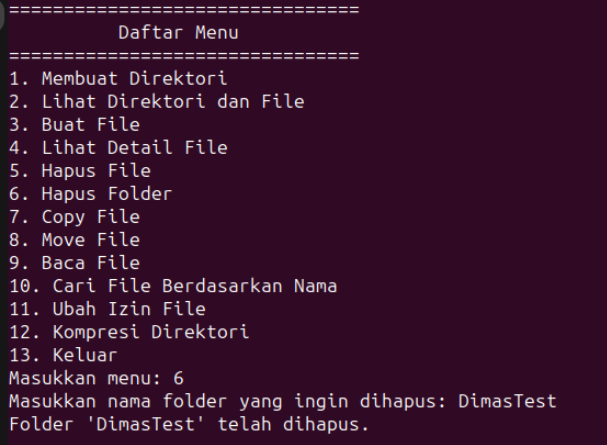 ================================
Daftar Menu
================================
1. Membuat Direktori
2. Lihat Direktori dan File
3. Buat File
4. Lihat Detail File
5. Hapus File
6. Hapus Folder
7. Copy File
8. Move File
9. Baca File
10. Cari File Berdasarkan Nama
11. Ubah Izin File
12. Kompresi Direktori
13. Keluar
Masukkan menu: 6
Masukkan nama folder yang ingin dihapus: DimasTest
Folder 'DimasTest' telah dihapus.